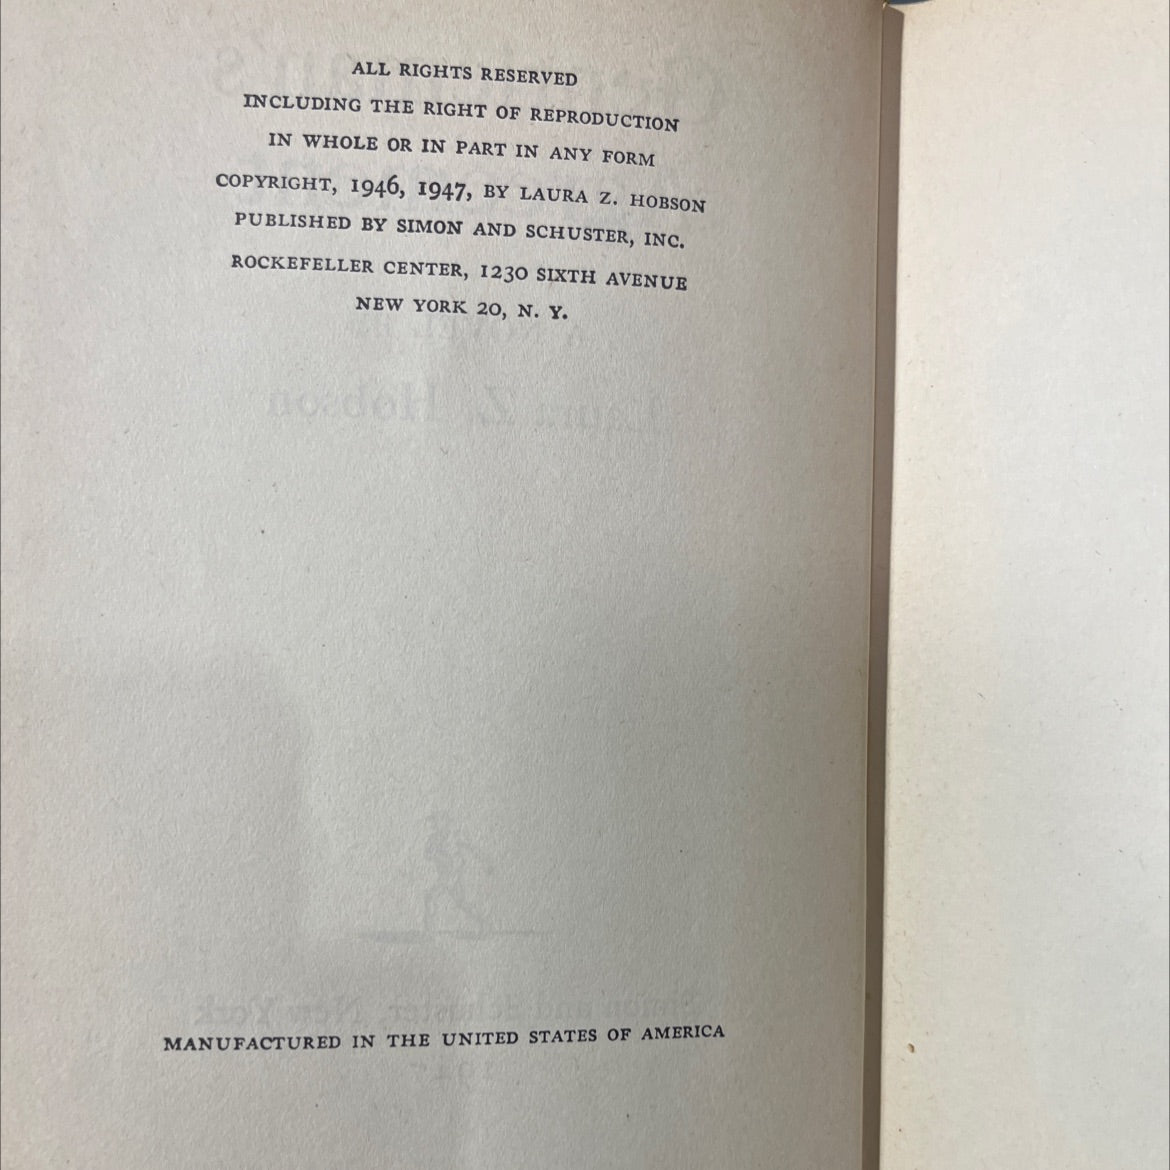 ALL RIGHTS RESERVED
INCLUDING THE RIGHT OF REPRODUCTION
IN WHOLE OR IN PART IN ANY FORM
COPYRIGHT, 1946, 1947, BY LAURA Z. HOBSON
PUBLISHED BY SIMON AND SCHUSTER, INC.
ROCKEFELLER CENTER, 1230 SIXTH AVENUE
NEW YORK 20, N. Y.
MANUFACTURED IN THE UNITED STATES OF AMERICA